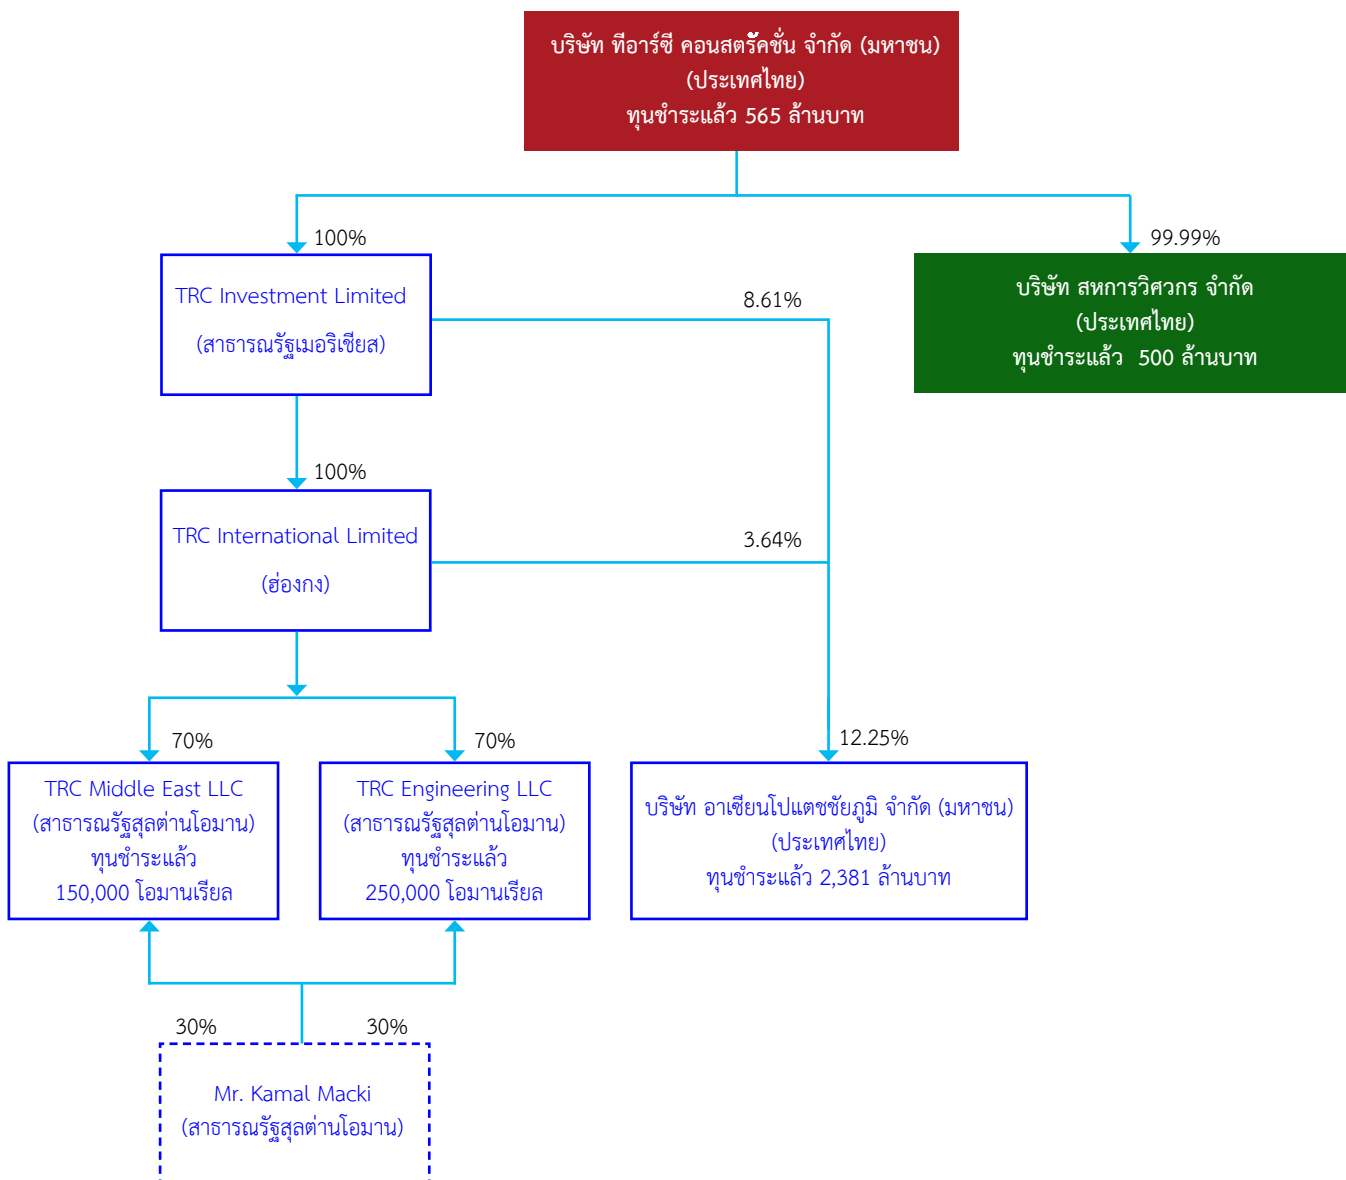 บริษัท ทีอาร์ซี คอนสตรัคชั่น จำกัด (มหาชน)
(ประเทศไทย)
ทุนชำระแล้ว 565 ล้านบาท
100%
99.99%
TRC Investment Limited
(สาธารณรัฐเมอริเชียส)
8.61%
บริษัท สหการวิศวกร จำกัด
(ประเทศไทย)
ทุนชำระแล้ว 500 ล้านบาท
100%
TRC International Limited
(ฮ่องกง)
3.64%
70%
70%
12.25%
TRC Middle East LLC
(สาธารณรัฐสุลต่านโอมาน)
ทุนชำระแล้ว
150,000 โอมานเรียล
TRC Engineering LLC
(สาธารณรัฐสุลต่านโอมาน)
ทุนชำระแล้ว
250,000 โอมานเรียล
บริษัท อาเซียนโปแตชชัยภูมิ จำกัด (มหาชน)
(ประเทศไทย)
ทุนชำระแล้ว 2,381 ล้านบาท
30%
30%
Mr. Kamal Macki
(สาธารณรัฐสุลต่านโอมาน)